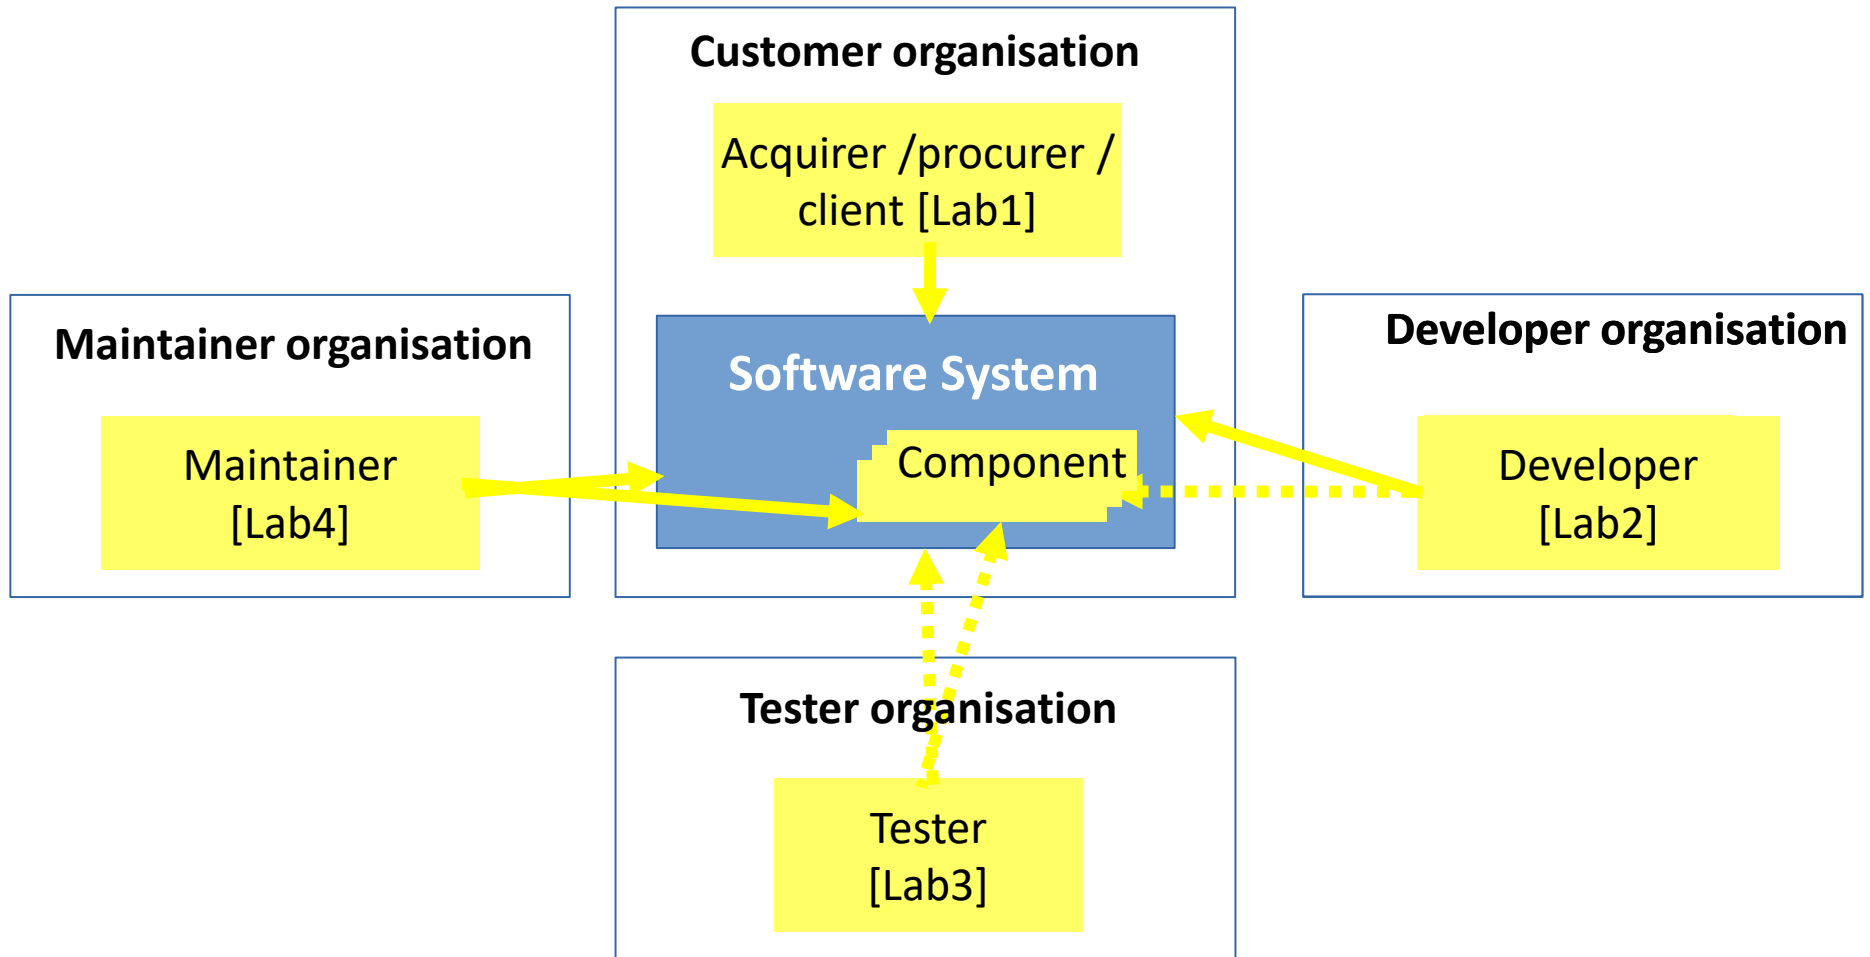 Customer organisation
Acquirer /procurer /
client [Lab1]
Maintainer organisation
Maintainer
[Lab4]
Software System
Component
Developer organisation
Developer
[Lab2]
Tester organisation
Tester
[Lab3]